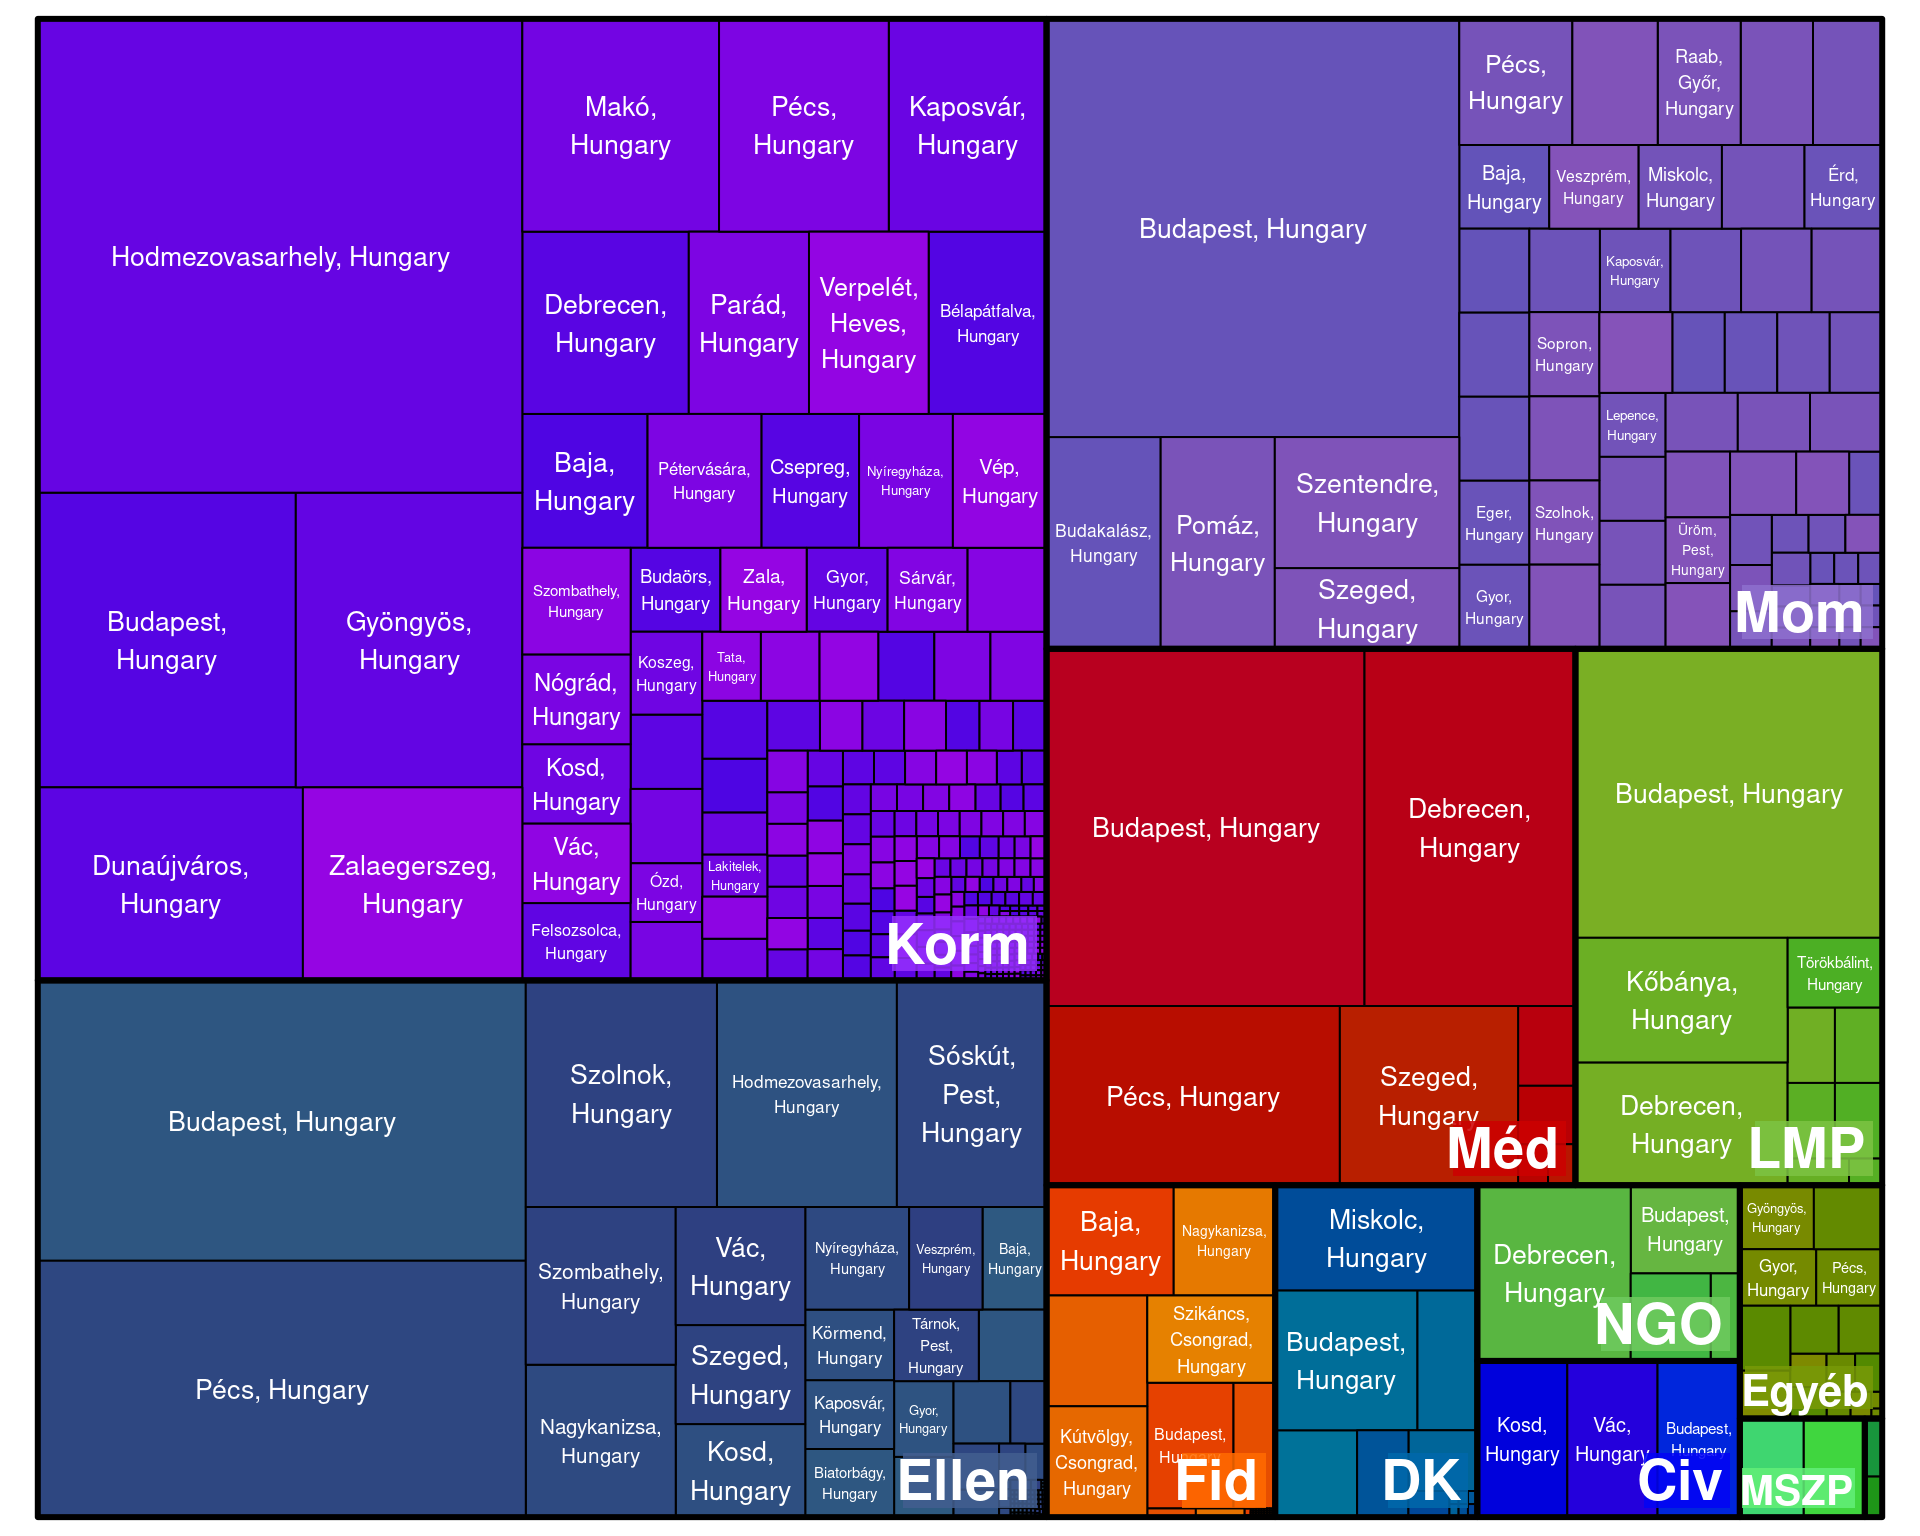 Hodmezovasarhely, Hungary
Makó,
Hungary
Pécs,
Hungary
Kaposvár,
Hungary
Debrecen,
Hungary
Parád,
Hungary
Verpelét,
Heves,
Hungary
Bélapátfalva,
Hungary
Baja,
Hungary
Pétervására,
Hungary
Csepreg,
Hungary
Nyíregyháza,
Hungary
Vép,
Hungary
Budapest,
Hungary
Gyöngyös,
Hungary
Szombathely,
Hungary
Budaörs,
Hungary
Zala,
Hungary
Gyor,
Hungary
Sárvár,
Hungary
Nógrád,
Hungary
Koszeg,
Hungary
Tata,
Hungary
Kosd,
Hungary
Dunaújváros,
Hungary
Zalaegerszeg,
Hungary
Vác,
Hungary
Ózd,
Hungary
Lakitelek,
Hungary
Felsozsolca,
Hungary
Korm
Budapest, Hungary
Pécs,
Hungary
Raab,
Győr,
Hungary
Baja,
Hungary
Veszprém,
Hungary
Miskolc,
Hungary
Érd,
Hungary
Kaposvár,
Hungary
Sopron,
Hungary
Lepence,
Hungary
Budakalász,
Hungary
Pomáz,
Hungary
Szentendre,
Hungary
Szeged,
Hungary
Eger,
Hungary
Szolnok,
Hungary
Üröm,
Pest,
Hungary
Gyor,
Hungary
Mom
Budapest, Hungary
Debrecen,
Hungary
Pécs, Hungary
Szeged,
Hungary
Méd
Budapest, Hungary
Kőbánya,
Hungary
Törökbálint,
Hungary
Debrecen,
Hungary
LMP
Budapest, Hungary
Szolnok,
Hungary
Hodmezovasarhely,
Hungary
Sóskút,
Pest,
Hungary
Pécs, Hungary
Szombathely,
Hungary
Vác,
Hungary
Nyíregyháza,
Hungary
Veszprém,
Hungary
Baja,
Hungary
Szeged,
Hungary
Körmend,
Hungary
Tárnok,
Pest,
Hungary
Nagykanizsa,
Hungary
Kaposvár,
Hungary
Gyor,
Hungary
Kosd,
Hungary
Biatorbágy,
Hungary
Ellen
Baja,
Hungary
Nagykanizsa,
Hungary
Szikáncs,
Csongrad,
Hungary
Kútvölgy,
Csongrad,
Hungary
Budapest,
Hungary
Fid
Miskolc,
Hungary
Budapest,
Hungary
DK
Debrecen,
Hungary
Budapest,
Hungary
NGO
Kosd,
Hungary
Vác,
Hungary
Budapest,
Hungary
Civ
Gyöngyös,
Hungary
Gyor,
Hungary
Pécs,
Hungary
Egyéb
MSZP